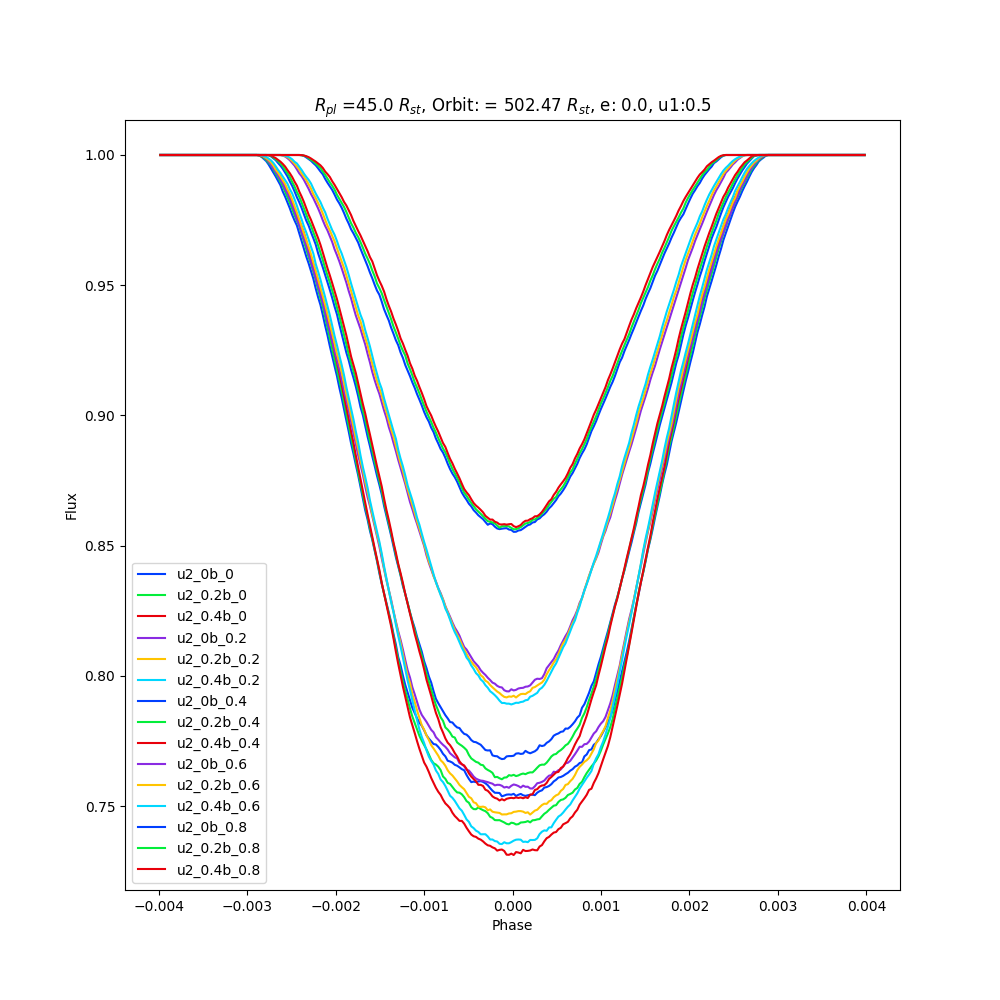 R_pl =45.0 R_st, Orbit: = 502.47 R_st, e: 0.0, u1:0.5
1.00
0.95
0.90
0.85
0.80
0.75
Flux
u2_0b_0
u2_0.2b_0
u2_0.4b_0
u2_0b_0.2
u2_0.2b_0.2
u2_0.4b_0.2
u2_0b_0.4
u2_0.2b_0.4
u2_0.4b_0.4
u2_0b_0.6
u2_0.2b_0.6
u2_0.4b_0.6
u2_0b_0.8
u2_0.2b_0.8
u2_0.4b_0.8
−0.004 −0.003 −0.002 −0.001 0.000 0.001 0.002 0.003 0.004
Phase